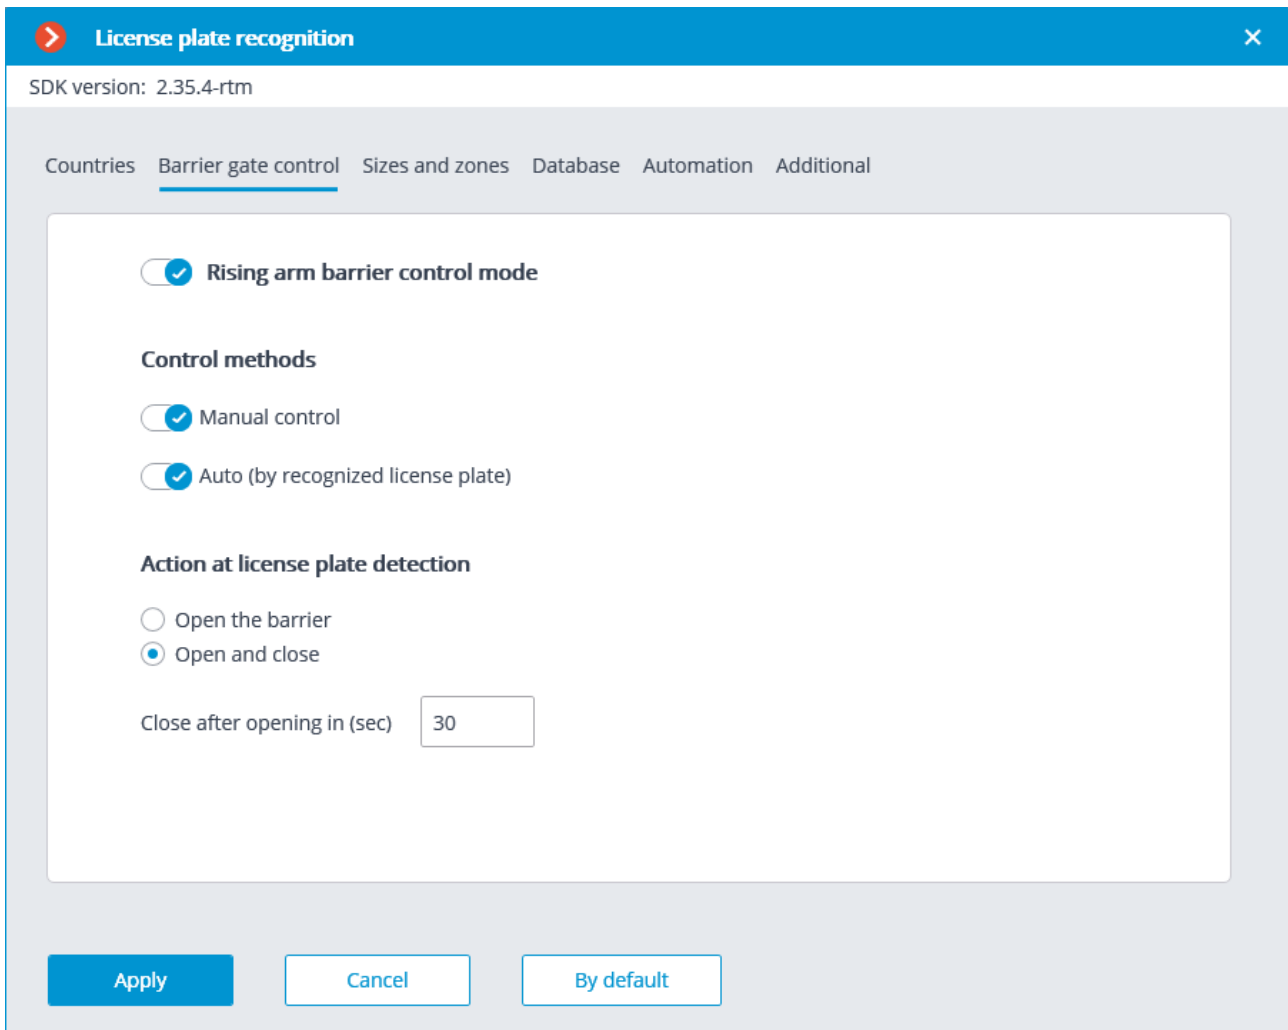 License plate recognition
SDK version: 2.35.4-rtm
Countries Barrier gate control Sizes and zones Database Automation Additional
Rising arm barrier control mode
Control methods
Manual control
Auto (by recognized license plate)
Action at license plate detection
Open the barrier
Open and close
Close after opening in (sec) 30
Apply Cancel By default